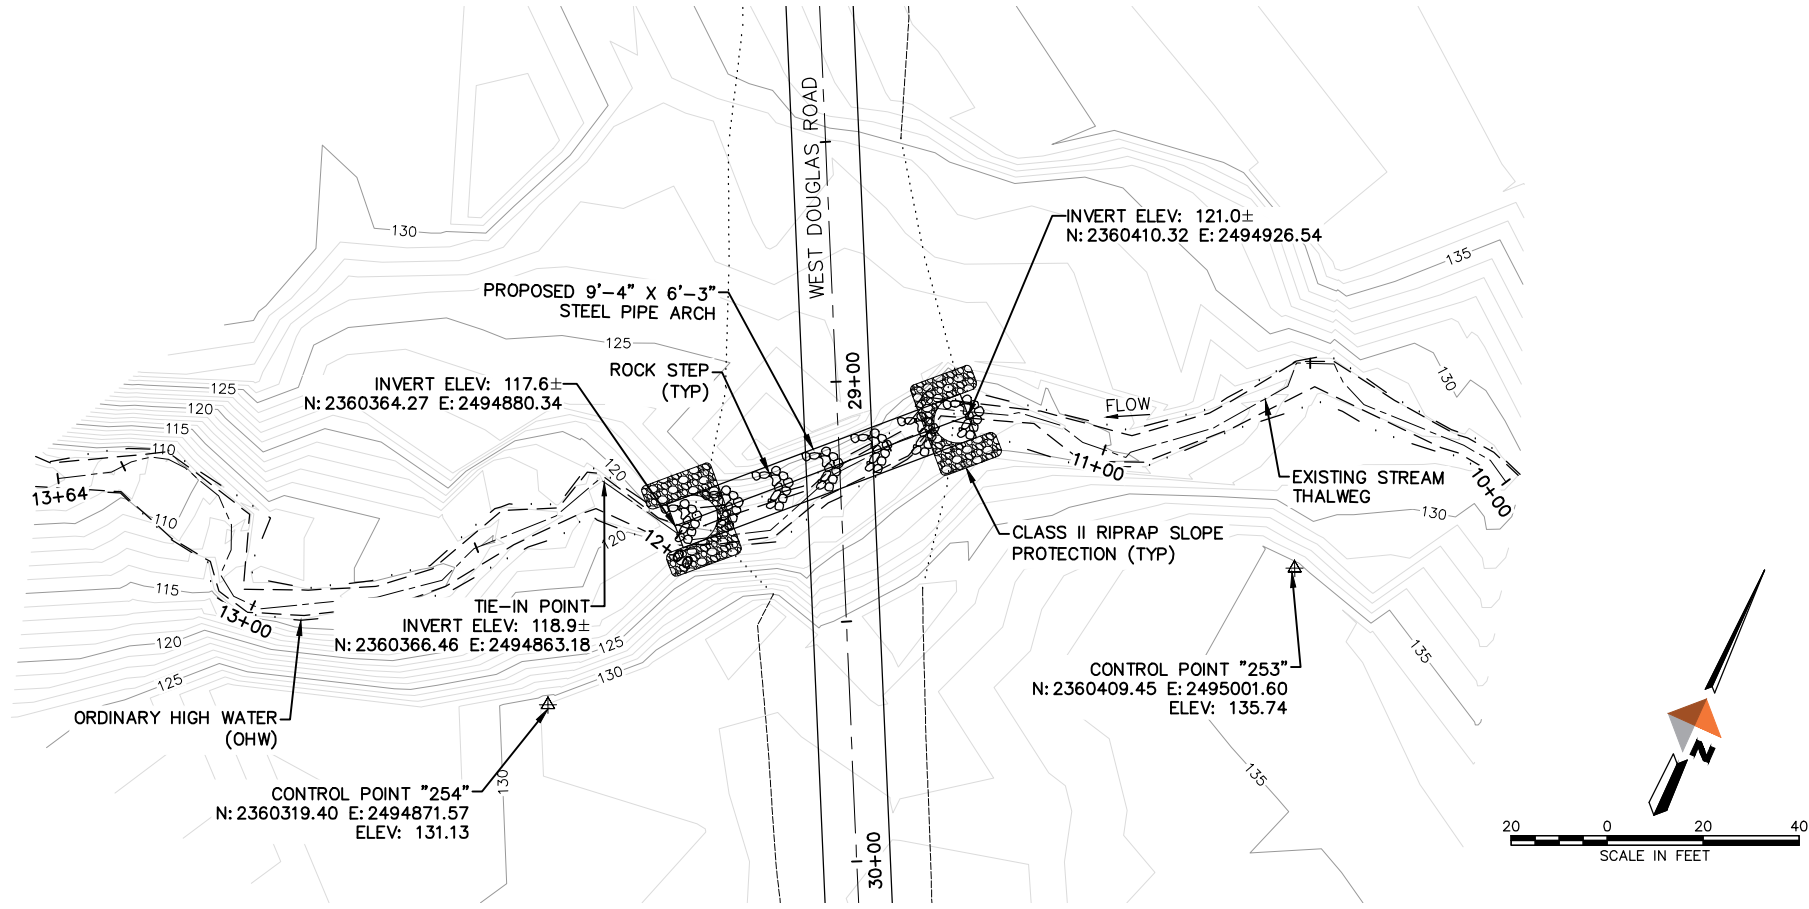 WEST DOUGLAS ROAD
29+00
30+00
INVERT ELEV: 121.0±
N:2360410.32 E:2494926.54
PROPOSED 9'-4" X 6'-3"
STEEL PIPE ARCH
ROCK STEP
(TYP)
INVERT ELEV: 117.6±
N:2360364.27 E:2494880.34
FLOW
EXISTING STREAM
THALWEG
CLASS II RIPRAP SLOPE
PROTECTION (TYP)
TIE-IN POINT
INVERT ELEV: 118.9±
N:2360366.46 E:2494863.18
CONTROL POINT "253"
N:2360409.45 E:2495001.60
ELEV: 135.74
ORDINARY HIGH WATER
(OHW)
CONTROL POINT "254"
N:2360319.40 E:2494871.57
ELEV: 131.13
10+00
11+00
13+00
13+64
130
125
125
120
115
110
110
115
120
125
120
120
125
130
130
135
130
130
135
135
N
20 0 20 40
SCALE IN FEET